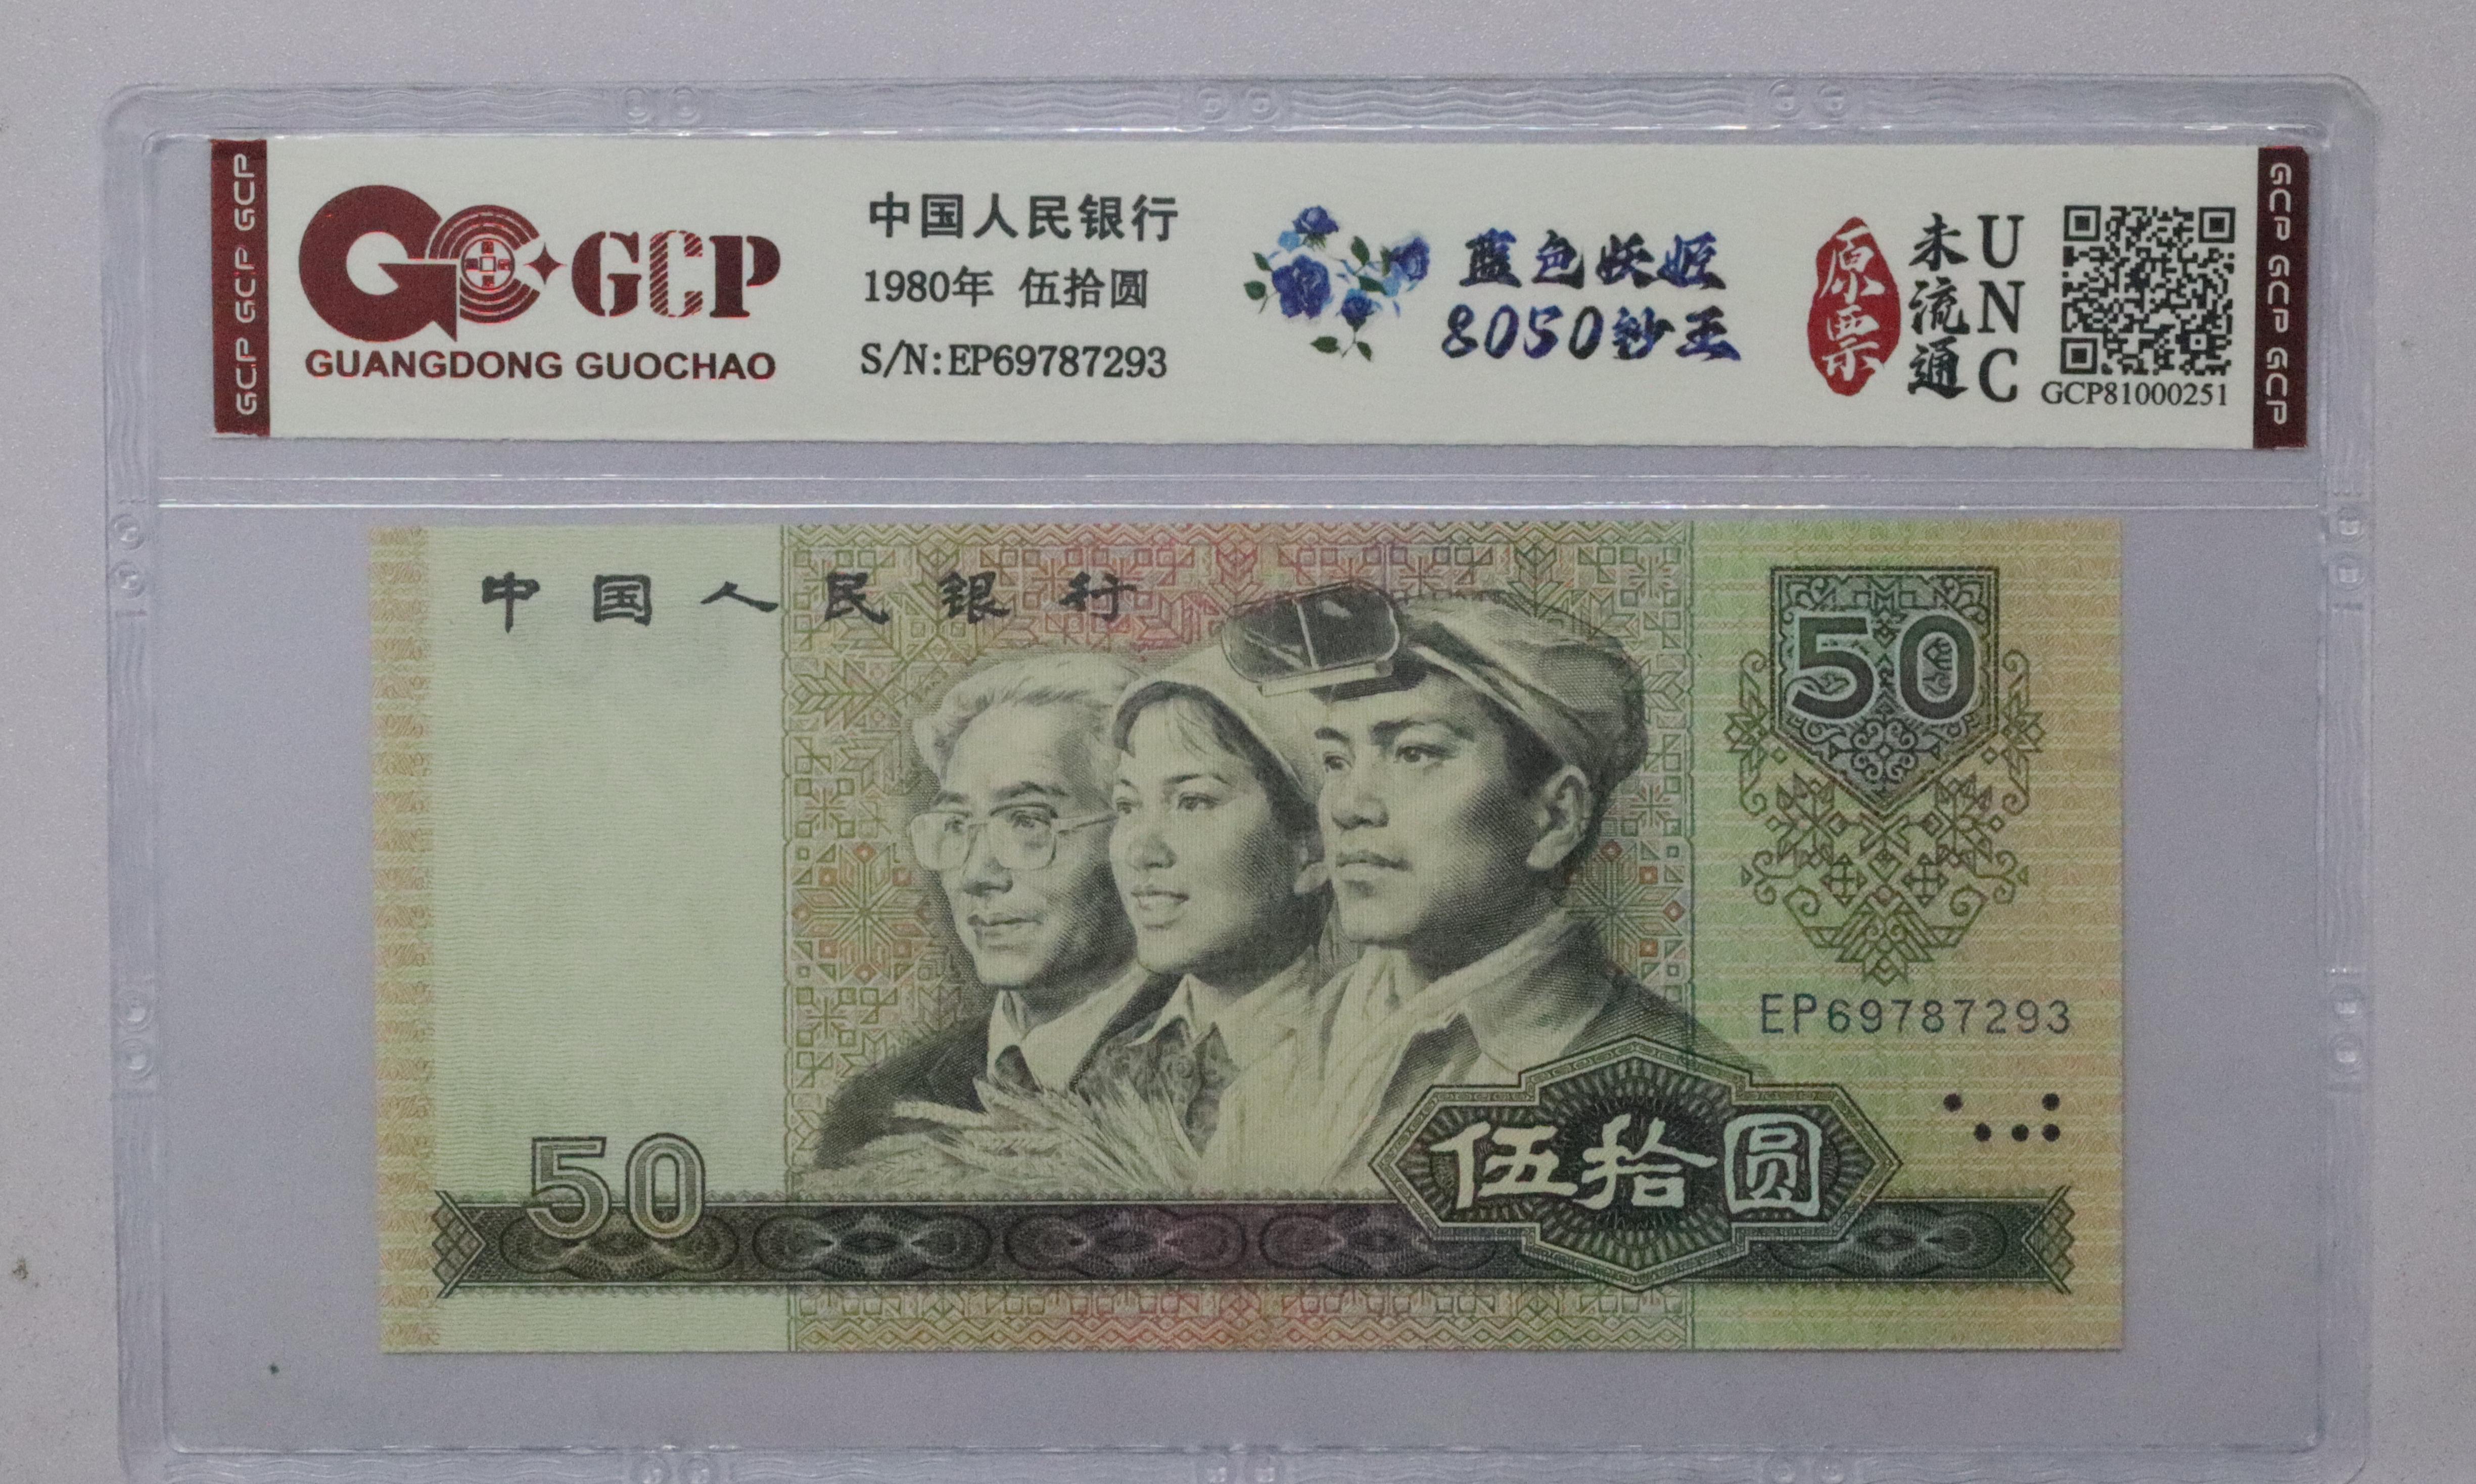 GCP GCP GCP
GCP
GUANGDONG GUOCHAO
中国人民银行
1980年 伍拾圆
S/N:EP69787293
蓝色妖姬
8050钞王
原票
未流通
UNC
GCP81000251
GCP GCP GCP
中国人民银行
50
EP69787293
50
伍拾圆